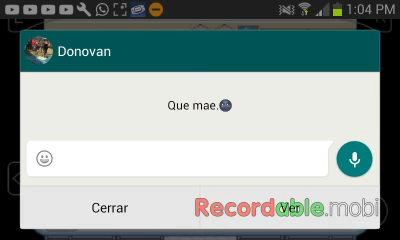 1:04 PM
Donovan
Que mae.🌚
Cerrar
Ver
Recordable.mobi